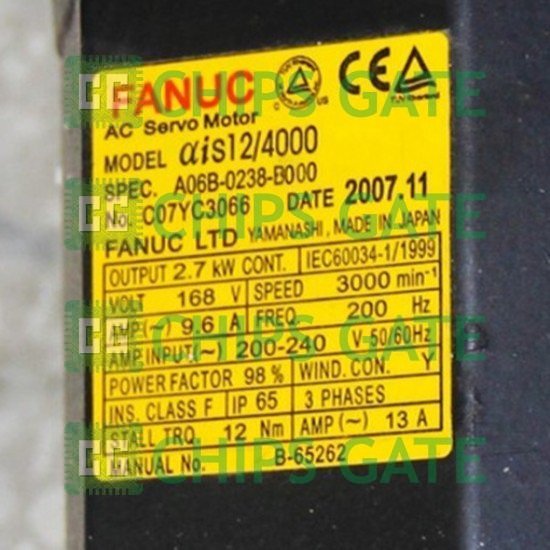 FANUC
AC Servo Motor
MODEL αiS12/4000
SPEC. A06B-0238-B000
No. C07YC3066 DATE 2007.11
FANUC LTD YAMANASHI, MADE IN JAPAN
OUTPUT 2.7 kW CONT. IEC60034-1/1999
VOLT 168 V SPEED 3000 min⁻¹
AMP(~) 9.6 A FREQ. 200 Hz
AMP. INPUT(~) 200-240 V-50/60Hz
POWER FACTOR 98 % WIND. CON. Y
INS. CLASS F IP 65 3 PHASES
STALL TRQ. 12 Nm AMP (~) 13 A
MANUAL No. B-65262
CHIPS GATE
CHIPS GATE
CHIPS GATE
CHIPS GATE